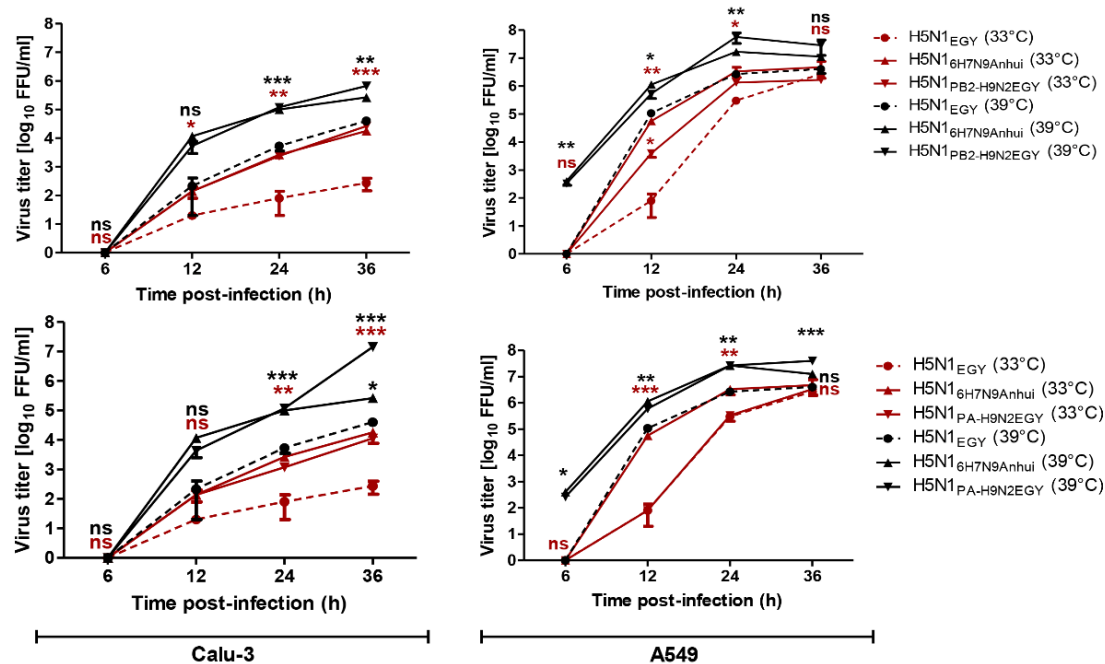 Virus titer [log10 FFU/ml]
8
7
6
5
4
3
2
1
0
ns
ns
ns
*
***
**
**
***
6 12 24 36
Time post-infection (h)
Virus titer [log10 FFU/ml]
8
7
6
5
4
3
2
1
0
**
ns
*
**
*
**
*
ns
ns
6 12 24 36
Time post-infection (h)
H5N1EGY (33°C)
H5N16H7N9Anhui (33°C)
H5N1PB2-H9N2EGY (33°C)
H5N1EGY (39°C)
H5N16H7N9Anhui (39°C)
H5N1PB2-H9N2EGY (39°C)
Virus titer [log10 FFU/ml]
8
7
6
5
4
3
2
1
0
ns
ns
ns
ns
***
**
***
***
*
6 12 24 36
Time post-infection (h)
Virus titer [log10 FFU/ml]
8
7
6
5
4
3
2
1
0
*
ns
**
***
**
**
***
ns
ns
6 12 24 36
Time post-infection (h)
H5N1EGY (33°C)
H5N16H7N9Anhui (33°C)
H5N1PA-H9N2EGY (33°C)
H5N1EGY (39°C)
H5N16H7N9Anhui (39°C)
H5N1PA-H9N2EGY (39°C)
Calu-3
A549